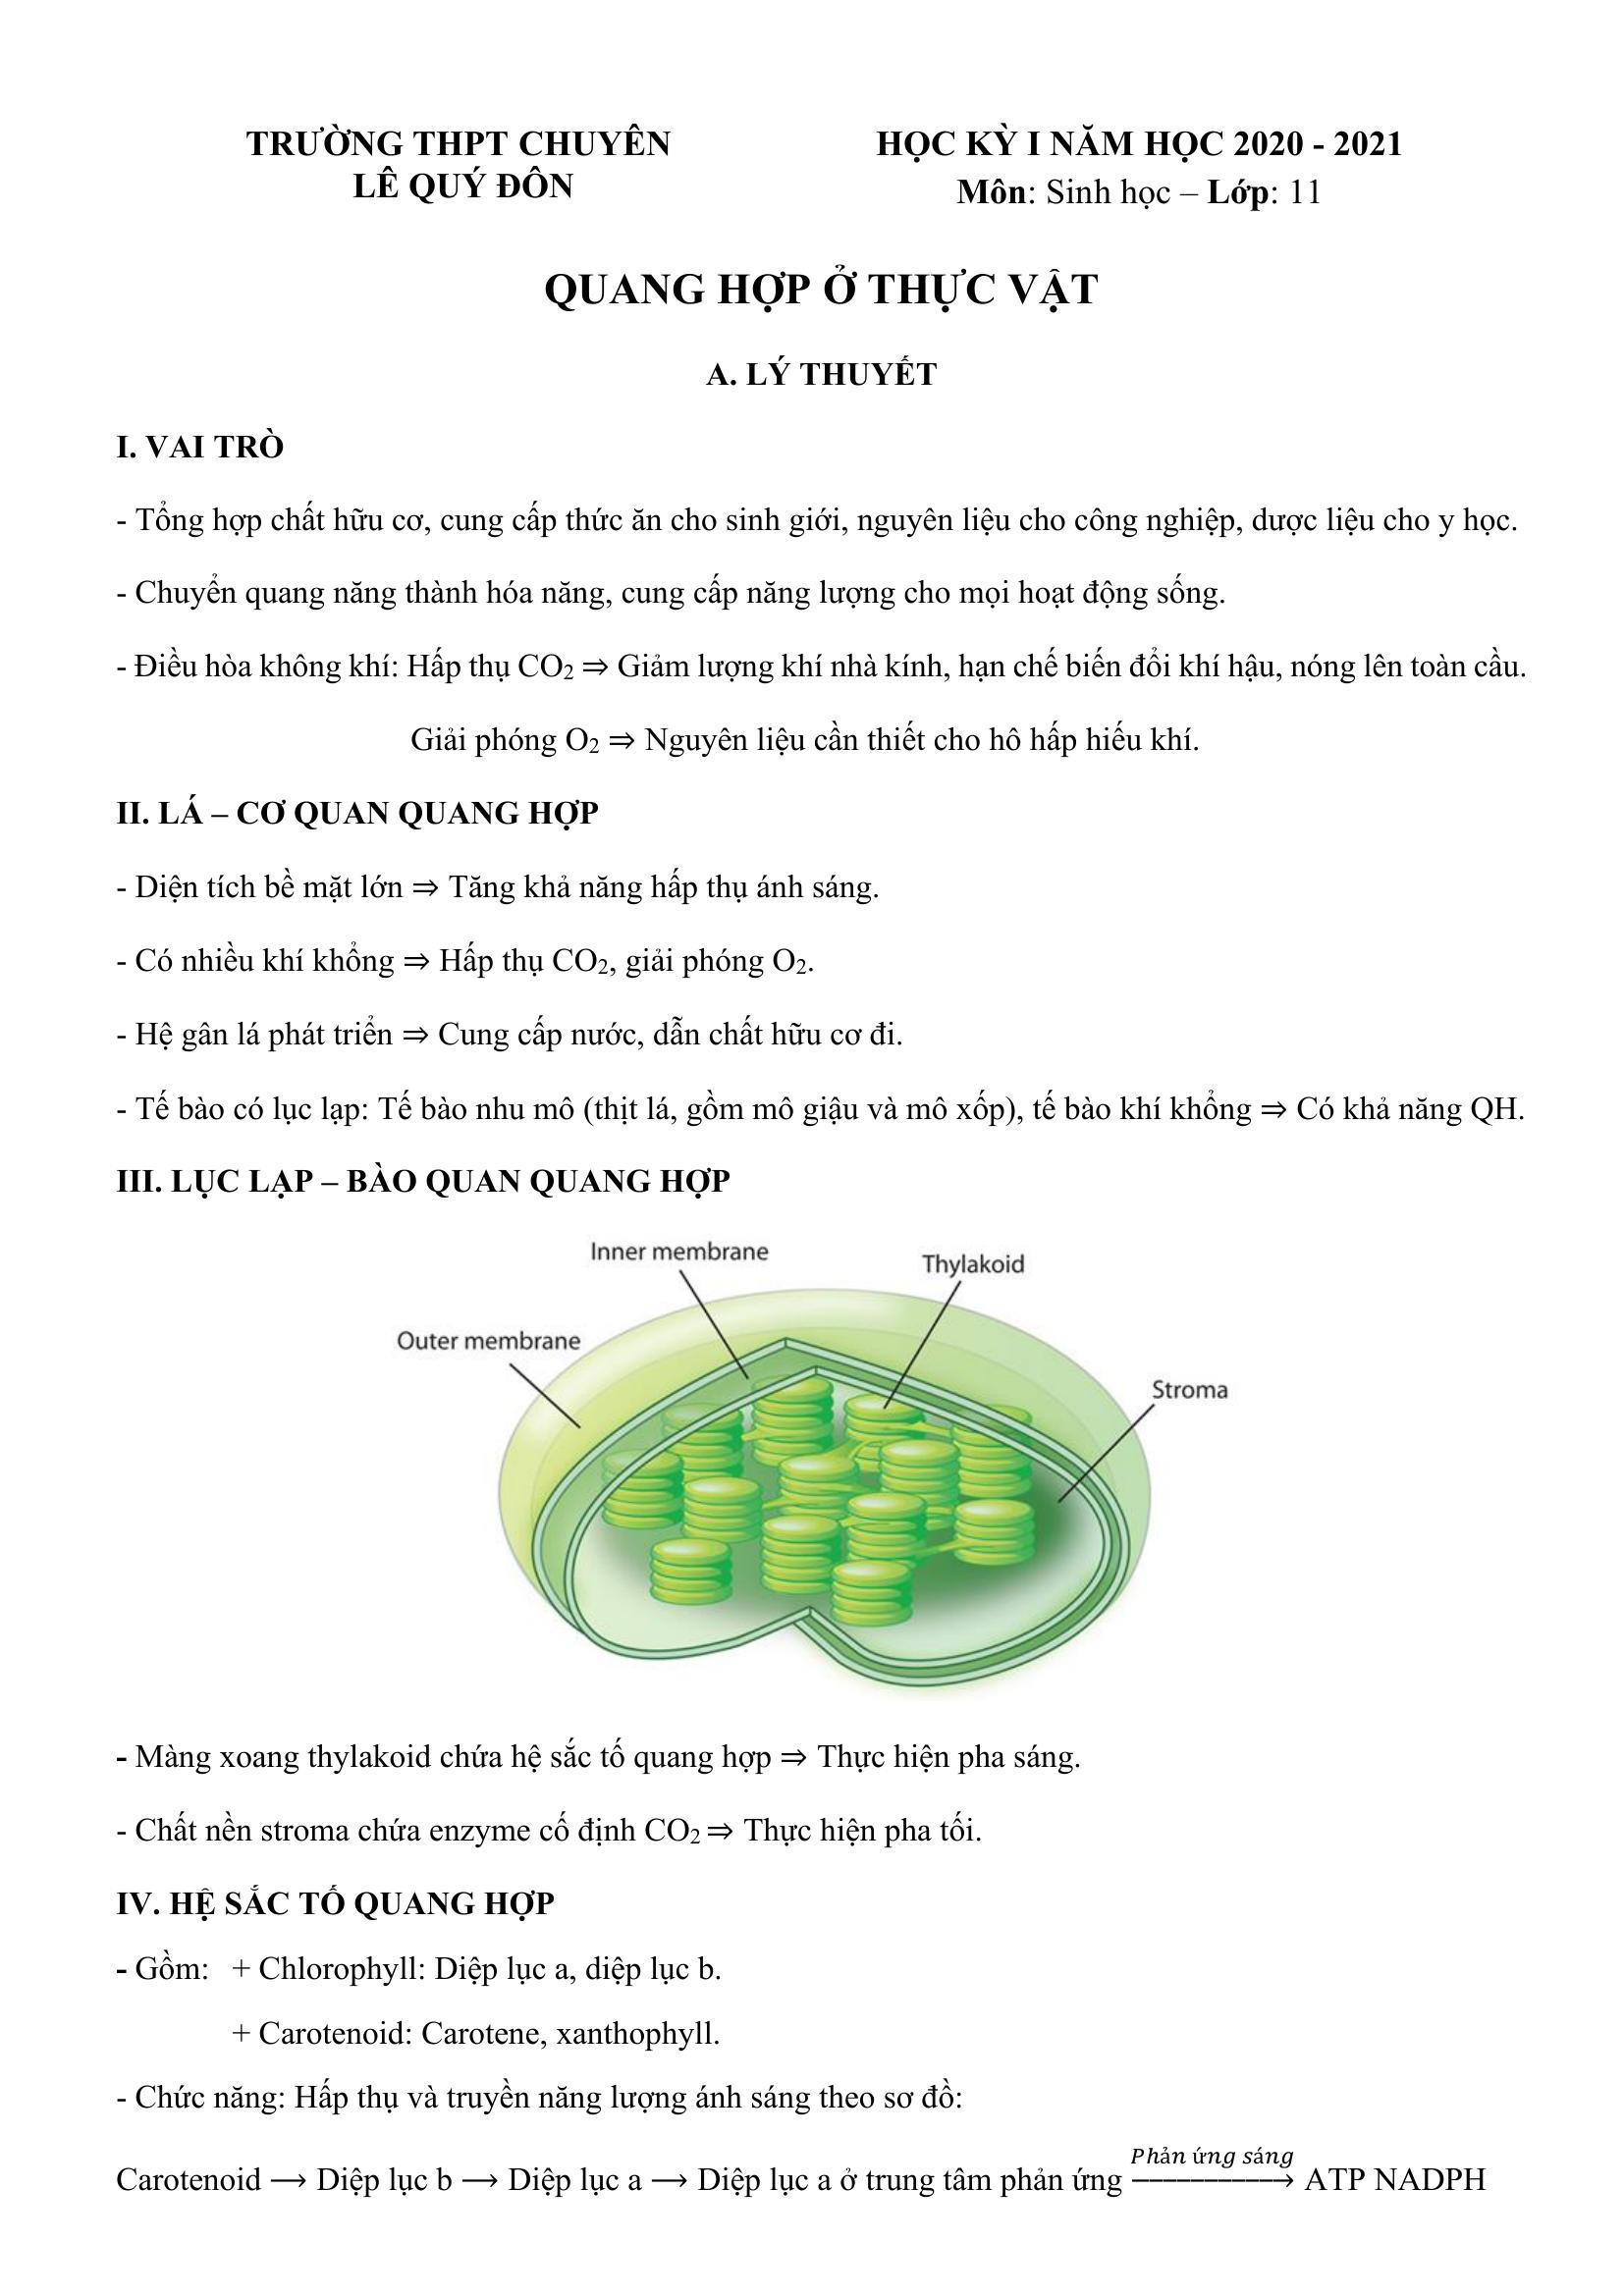 TRƯỜNG THPT CHUYÊN
LÊ QUÝ ĐÔN
HỌC KỲ I NĂM HỌC 2020 - 2021
Môn: Sinh học – Lớp: 11
QUANG HỢP Ở THỰC VẬT
A. LÝ THUYẾT
I. VAI TRÒ
- Tổng hợp chất hữu cơ, cung cấp thức ăn cho sinh giới, nguyên liệu cho công nghiệp, dược liệu cho y học.
- Chuyển quang năng thành hóa năng, cung cấp năng lượng cho mọi hoạt động sống.
- Điều hòa không khí: Hấp thụ CO₂ ⇒ Giảm lượng khí nhà kính, hạn chế biến đổi khí hậu, nóng lên toàn cầu.
Giải phóng O₂ ⇒ Nguyên liệu cần thiết cho hô hấp hiếu khí.
II. LÁ – CƠ QUAN QUANG HỢP
- Diện tích bề mặt lớn ⇒ Tăng khả năng hấp thụ ánh sáng.
- Có nhiều khí khổng ⇒ Hấp thụ CO₂, giải phóng O₂.
- Hệ gân lá phát triển ⇒ Cung cấp nước, dẫn chất hữu cơ đi.
- Tế bào có lục lạp: Tế bào nhu mô (thịt lá, gồm mô giậu và mô xốp), tế bào khí khổng ⇒ Có khả năng QH.
III. LỤC LẠP – BÀO QUAN QUANG HỢP
Inner membrane
Thylakoid
Outer membrane
Stroma
- Màng xoang thylakoid chứa hệ sắc tố quang hợp ⇒ Thực hiện pha sáng.
- Chất nền stroma chứa enzyme cố định CO₂ ⇒ Thực hiện pha tối.
IV. HỆ SẮC TỐ QUANG HỢP
- Gồm: + Chlorophyll: Diệp lục a, diệp lục b.
+ Carotenoid: Carotene, xanthophyll.
- Chức năng: Hấp thụ và truyền năng lượng ánh sáng theo sơ đồ:
Phản ứng sáng
Carotenoid ⟶ Diệp lục b ⟶ Diệp lục a ⟶ Diệp lục a ở trung tâm phản ứng ⟶ ATP NADPH